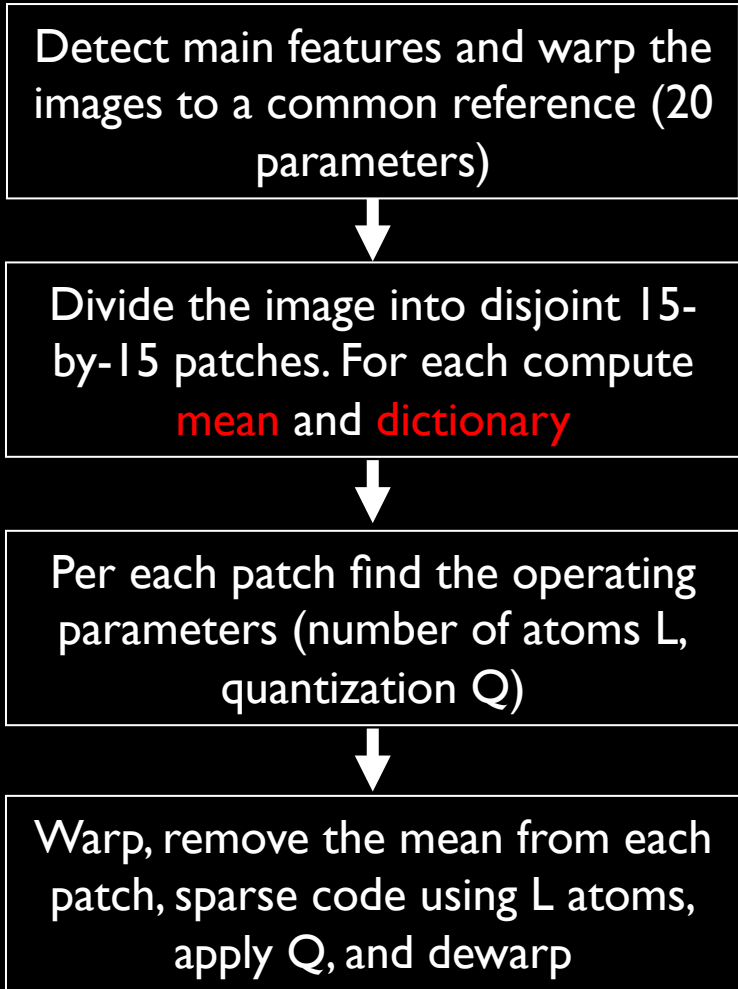 Detect main features and warp the
images to a common reference (20
parameters)
Divide the image into disjoint 15-
by-15 patches. For each compute
mean and dictionary
Per each patch find the operating
parameters (number of atoms L,
quantization Q)
Warp, remove the mean from each
patch, sparse code using L atoms,
apply Q, and dewarp